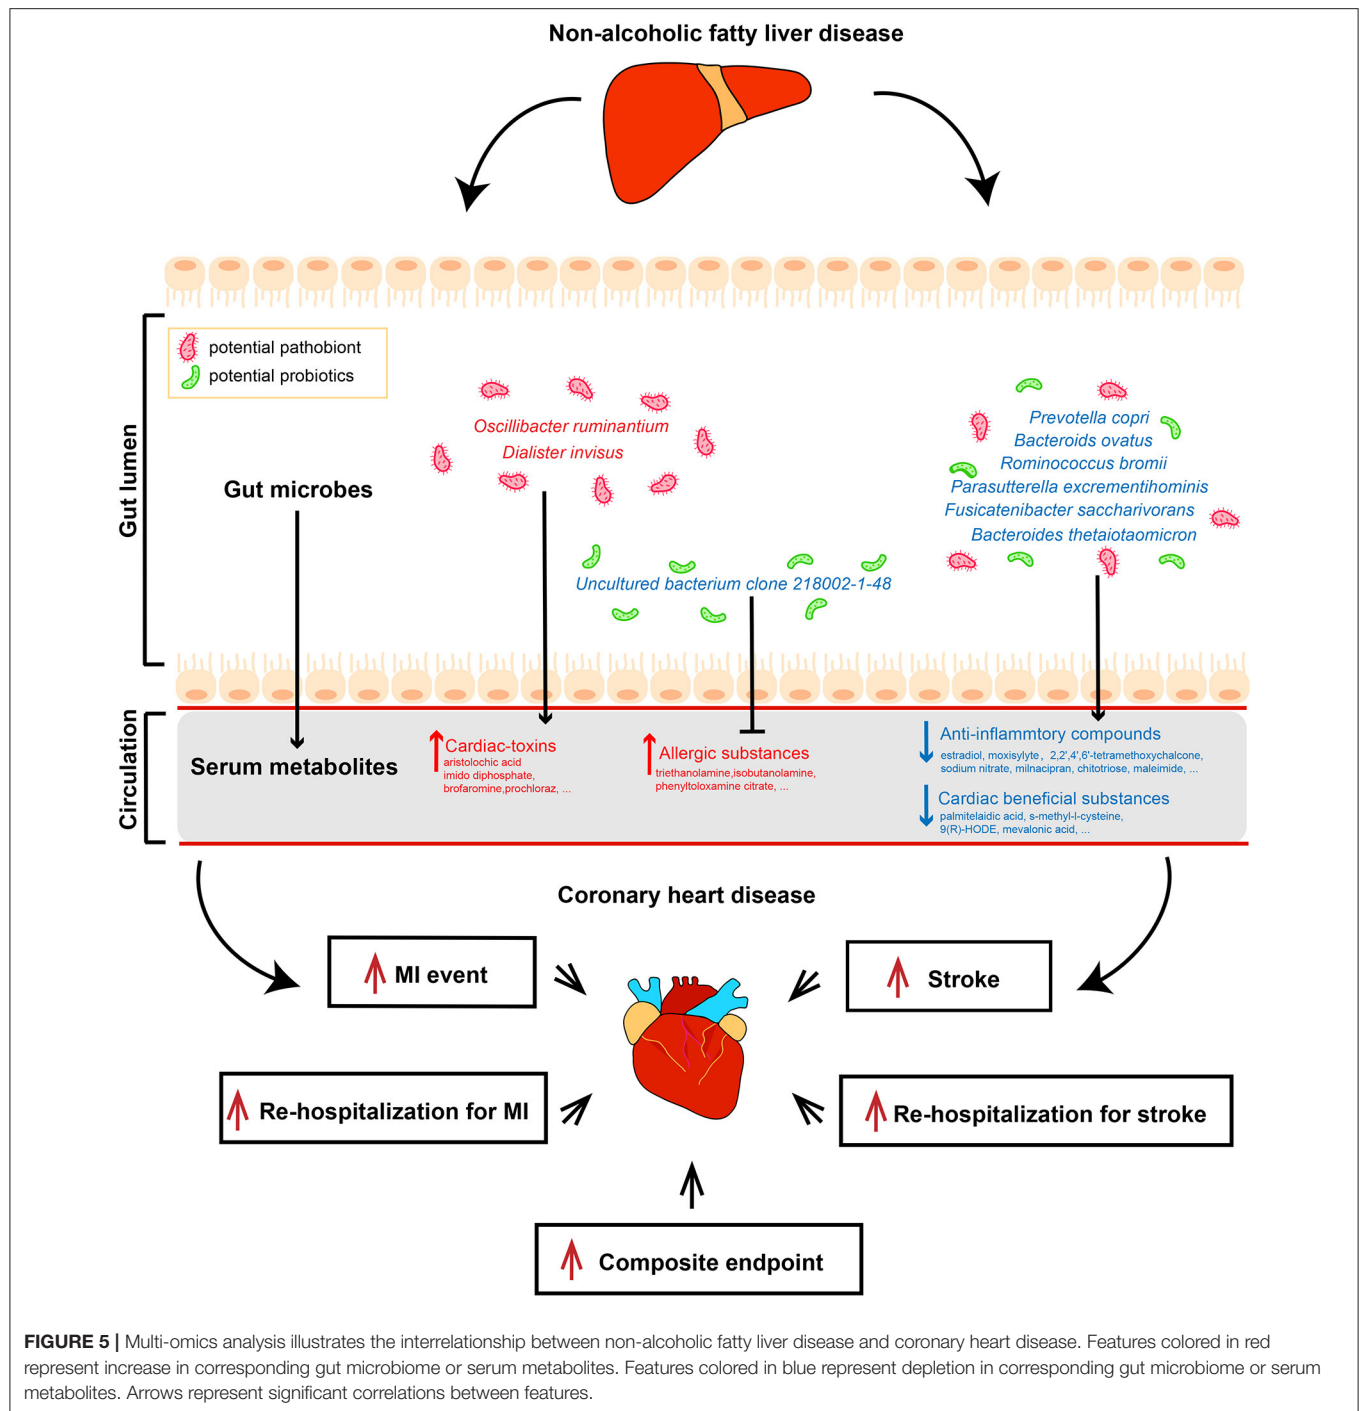 Non-alcoholic fatty liver disease
Gut lumen
potential pathobiont
potential probiotics
Gut microbes
Oscillibacter ruminantium
Dialister invisus
Uncultured bacterium clone 218002-1-48
Prevotella copri
Bacteroids ovatus
Rominococcus bromii
Parasutterella excrementihominis
Fusicatenibacter saccharivorans
Bacteroides thetaiotaomicron
Circulation
Serum metabolites
Cardiac-toxins
aristolochic acid
imido diphosphate,
brofaromine,prochloraz, ...
Allergic substances
triethanolamine,isobutanolamine,
phenyltoloxamine citrate, ...
Anti-inflammtory compounds
estradiol, moxisylyte, 2,2',4',6'-tetramethoxychalcone,
sodium nitrate, milnacipran, chitotriose, maleimide, ...
Cardiac beneficial substances
palmitelaidic acid, s-methyl-l-cysteine,
9(R)-HODE, mevalonic acid, ...
Coronary heart disease
MI event
Stroke
Re-hospitalization for MI
Re-hospitalization for stroke
Composite endpoint
FIGURE 5 | Multi-omics analysis illustrates the interrelationship between non-alcoholic fatty liver disease and coronary heart disease. Features colored in red
represent increase in corresponding gut microbiome or serum metabolites. Features colored in blue represent depletion in corresponding gut microbiome or serum
metabolites. Arrows represent significant correlations between features.